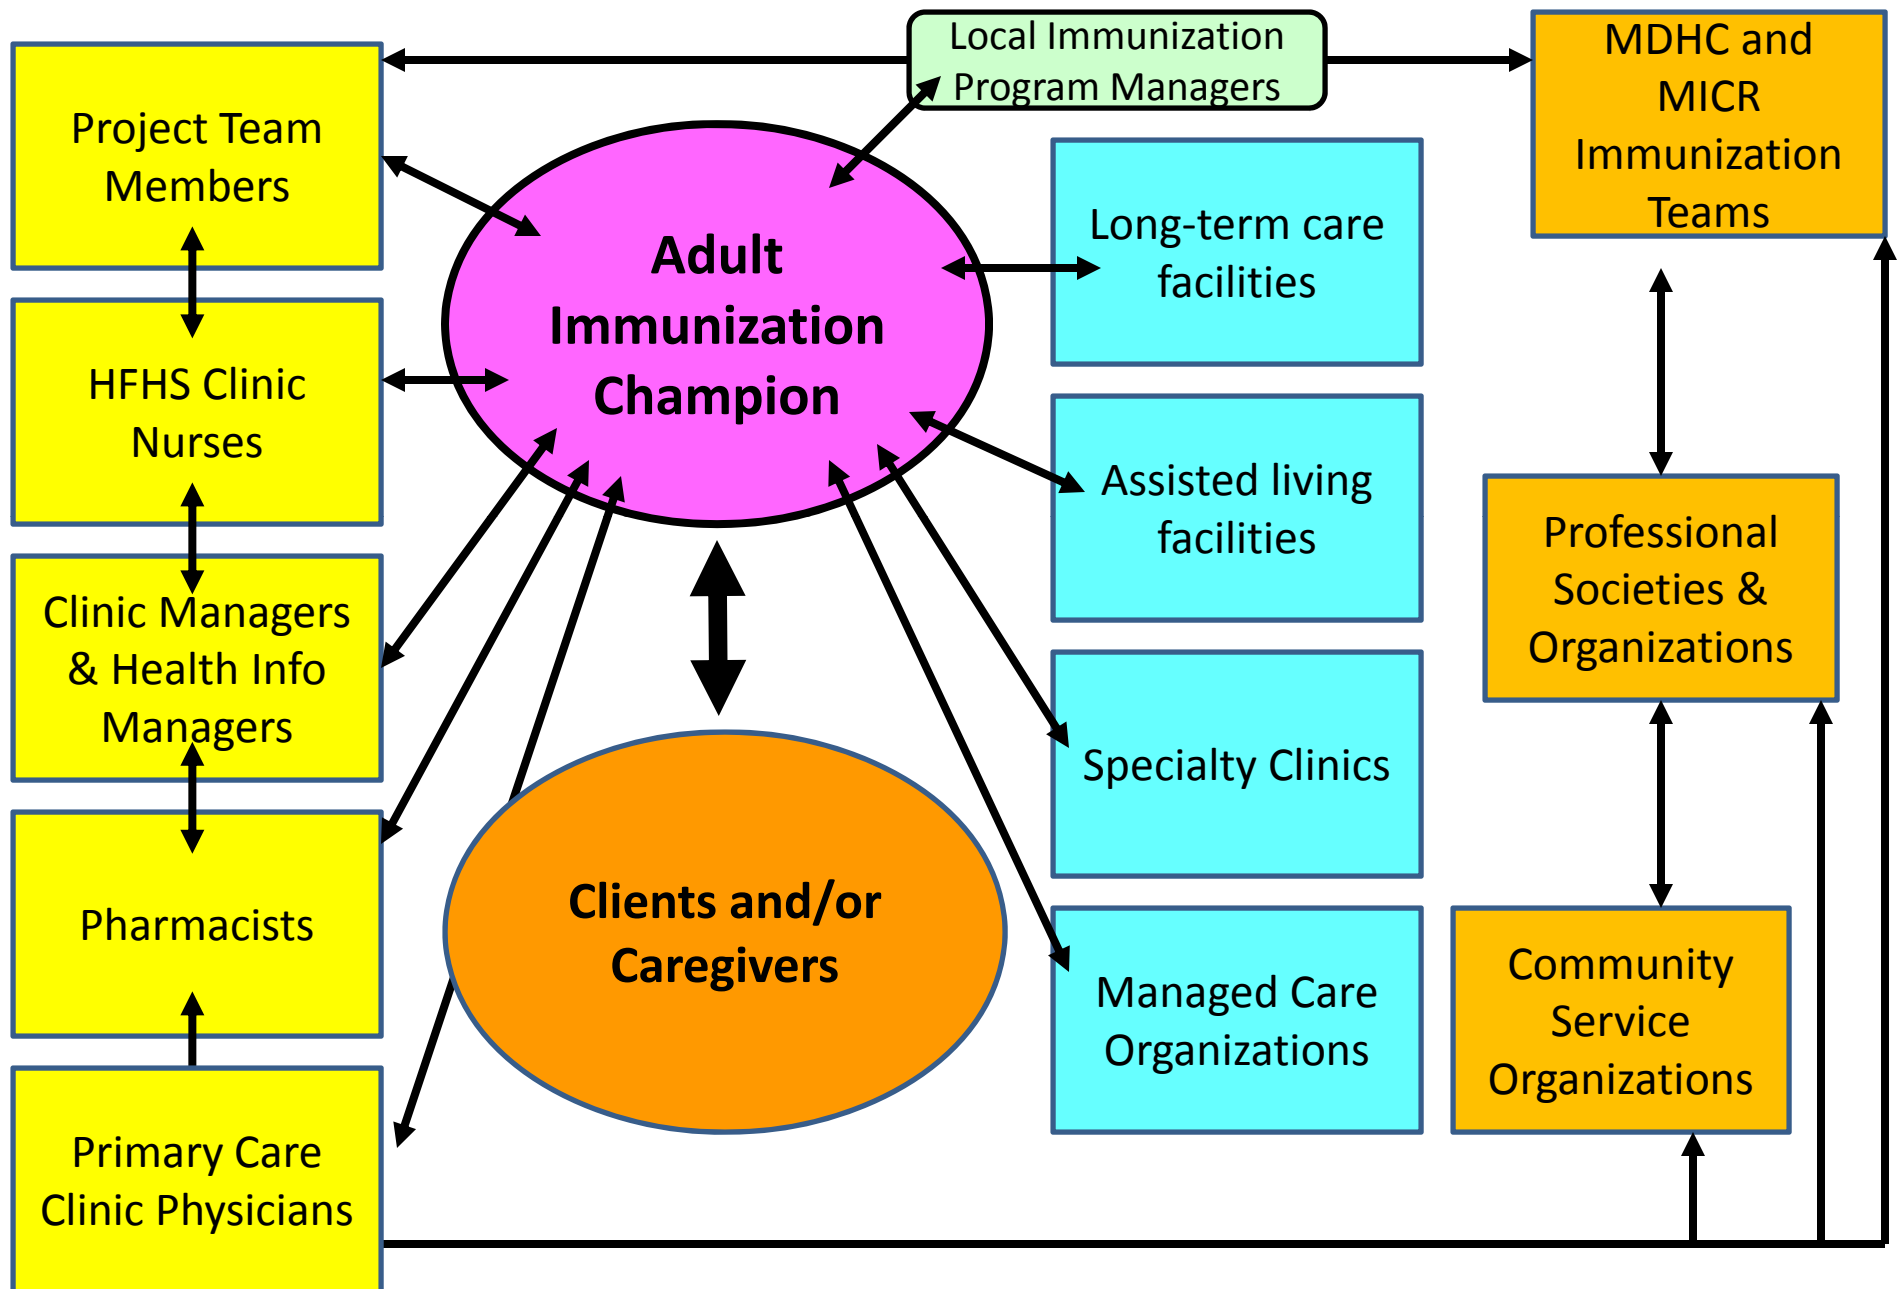 Local Immunization
Program Managers
MDHC and
MICR
Immunization
Teams
Project Team
Members
Adult
Immunization
Champion
Long-term care
facilities
HFHS Clinic
Nurses
Assisted living
facilities
Professional
Societies &
Organizations
Clinic Managers
& Health Info
Managers
Specialty Clinics
Pharmacists
Clients and/or
Caregivers
Managed Care
Organizations
Community
Service
Organizations
Primary Care
Clinic Physicians